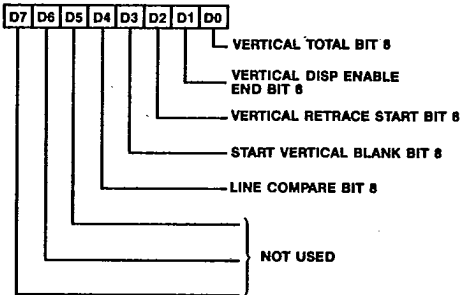 D7 D6 D5 D4 D3 D2 D1 D0
VERTICAL TOTAL BIT 8
VERTICAL DISP ENABLE
END BIT 8
VERTICAL RETRACE START BIT 8
START VERTICAL BLANK BIT 8
LINE COMPARE BIT 8
NOT USED